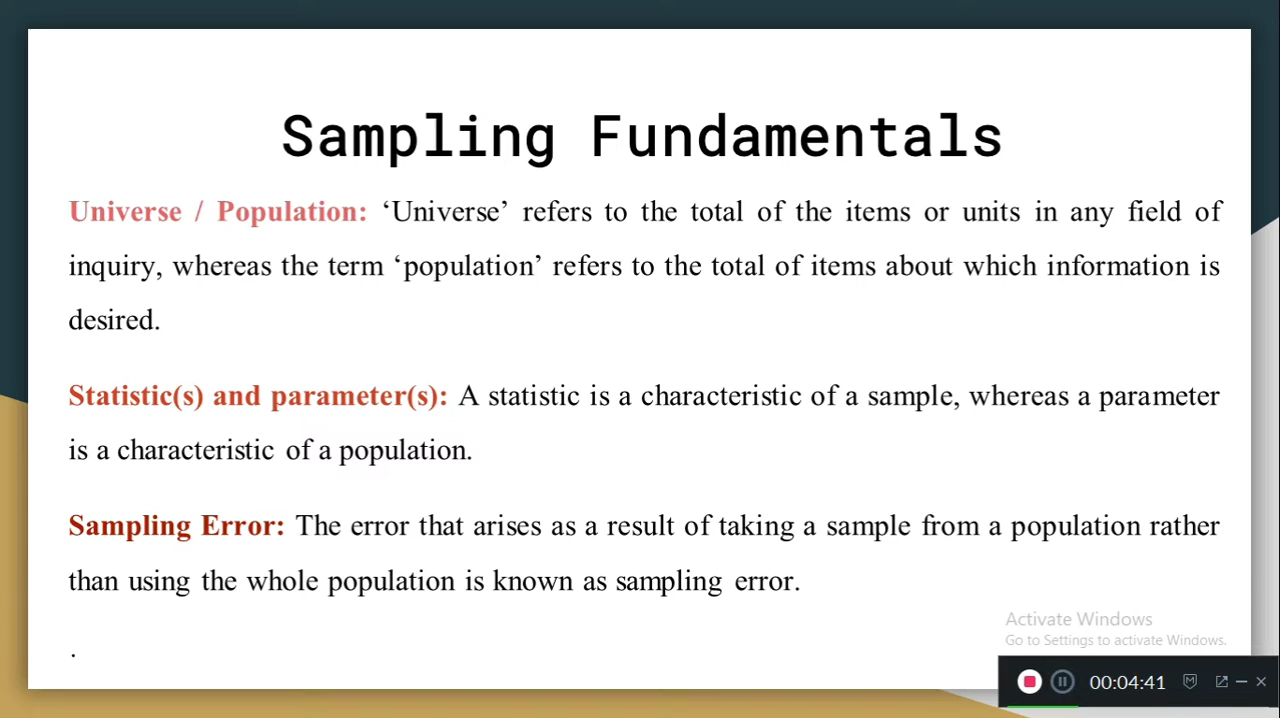 Sampling Fundamentals
Universe / Population: ‘Universe’ refers to the total of the items or units in any field of
inquiry, whereas the term ‘population’ refers to the total of items about which information is
desired.
Statistic(s) and parameter(s): A statistic is a characteristic of a sample, whereas a parameter
is a characteristic of a population.
Sampling Error: The error that arises as a result of taking a sample from a population rather
than using the whole population is known as sampling error.
.
Activate Windows
Go to Settings to activate Windows.
00:04:41